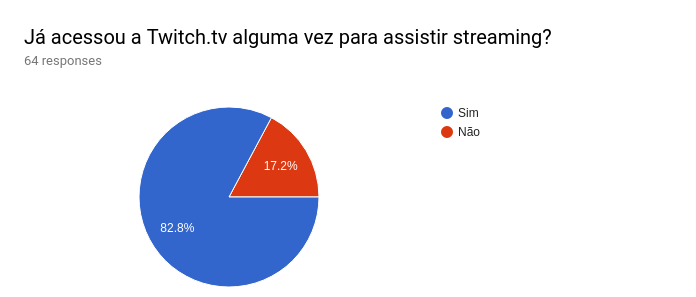 Já acessou a Twitch.tv alguma vez para assistir streaming?
64 responses
Sim
Não
17.2%
82.8%